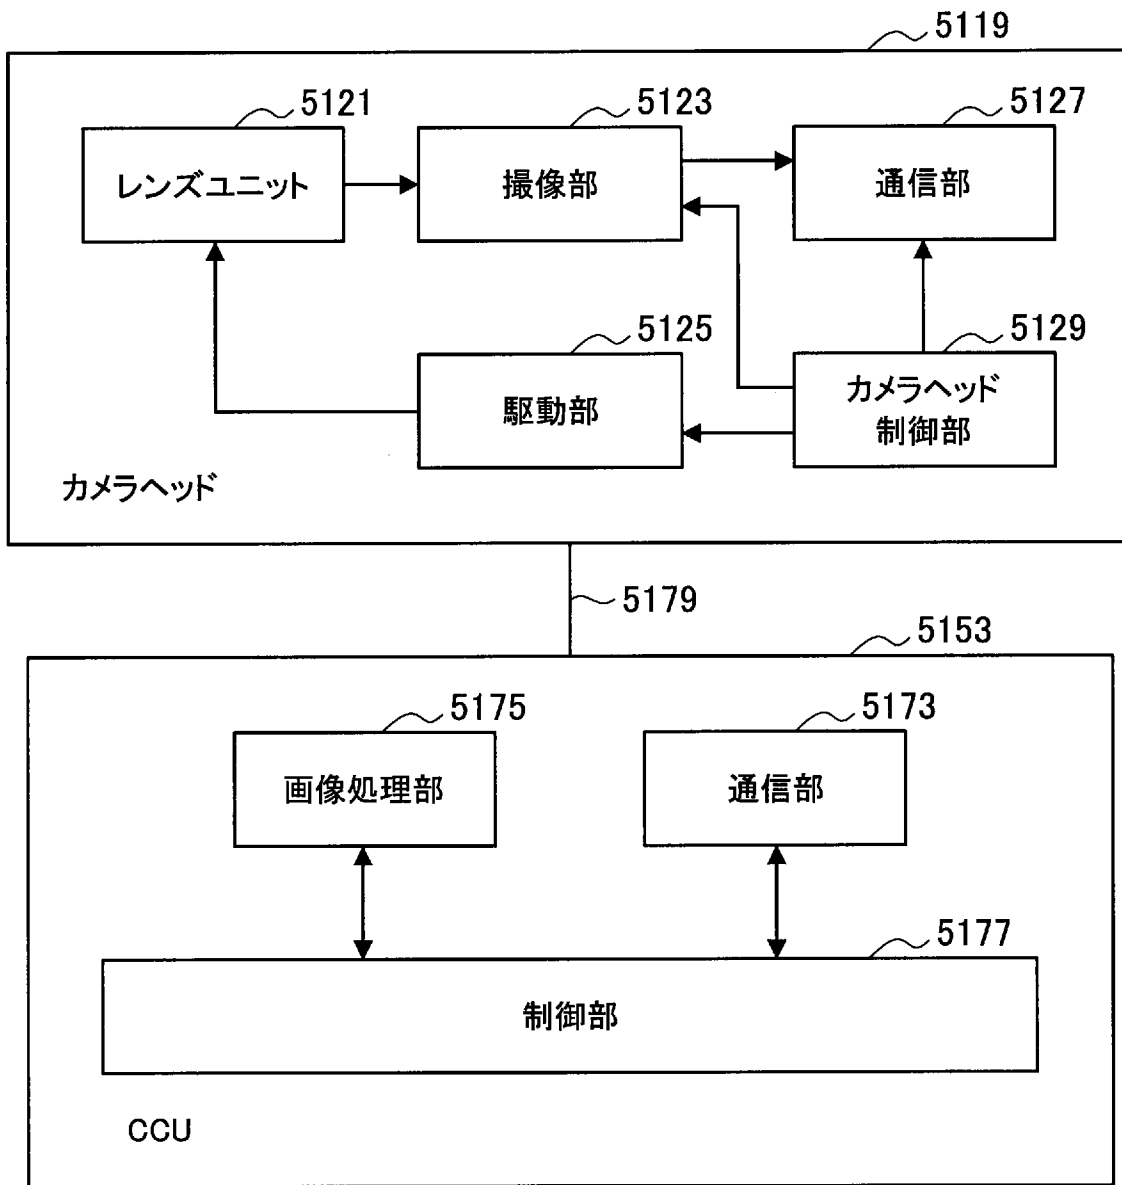 5119
5121
5123
5127
レンズユニット
撮像部
通信部
5125
5129
駆動部
カメラヘッド
制御部
カメラヘッド
5179
5153
5175
5173
画像処理部
通信部
5177
制御部
CCU